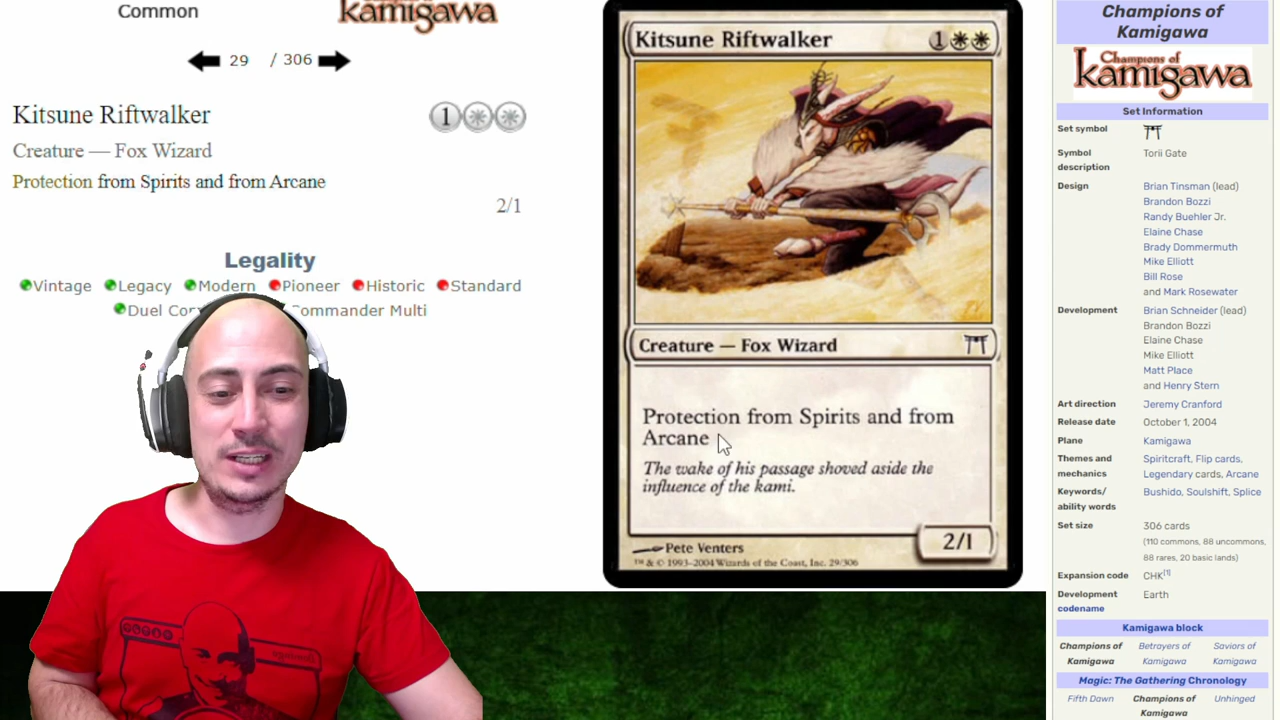 Common
Champions of
kamigawa
29 / 306
Kitsune Riftwalker
1
Creature — Fox Wizard
Protection from Spirits and from Arcane
2/1
Legality
Vintage Legacy Modern Pioneer Historic Standard
Duel Commander Multi
Kitsune Riftwalker 1
Creature — Fox Wizard
Protection from Spirits and from
Arcane
The wake of his passage shoved aside the
influence of the kami.
2/1
Pete Venters
™ & © 1993–2004 Wizards of the Coast, Inc. 29/306
Champions of
Kamigawa
Champions of
kamigawa
Set Information
Set symbol
Symbol
description
Torii Gate
Design
Brian Tinsman (lead)
Brandon Bozzi
Randy Buehler Jr.
Elaine Chase
Brady Dommermuth
Mike Elliott
Bill Rose
and Mark Rosewater
Development
Brian Schneider (lead)
Brandon Bozzi
Elaine Chase
Mike Elliott
Matt Place
and Henry Stern
Art direction Jeremy Cranford
Release date October 1, 2004
Plane Kamigawa
Themes and
mechanics
Spiritcraft, Flip cards,
Legendary cards, Arcane
Keywords/
ability words
Bushido, Soulshift, Splice
Set size 306 cards
(110 commons, 88 uncommons,
88 rares, 20 basic lands)
Expansion code CHK[1]
Development
codename
Earth
Kamigawa block
Champions of
Kamigawa
Betrayers of
Kamigawa
Saviors of
Kamigawa
Magic: The Gathering Chronology
Fifth Dawn
Champions of
Kamigawa
Unhinged